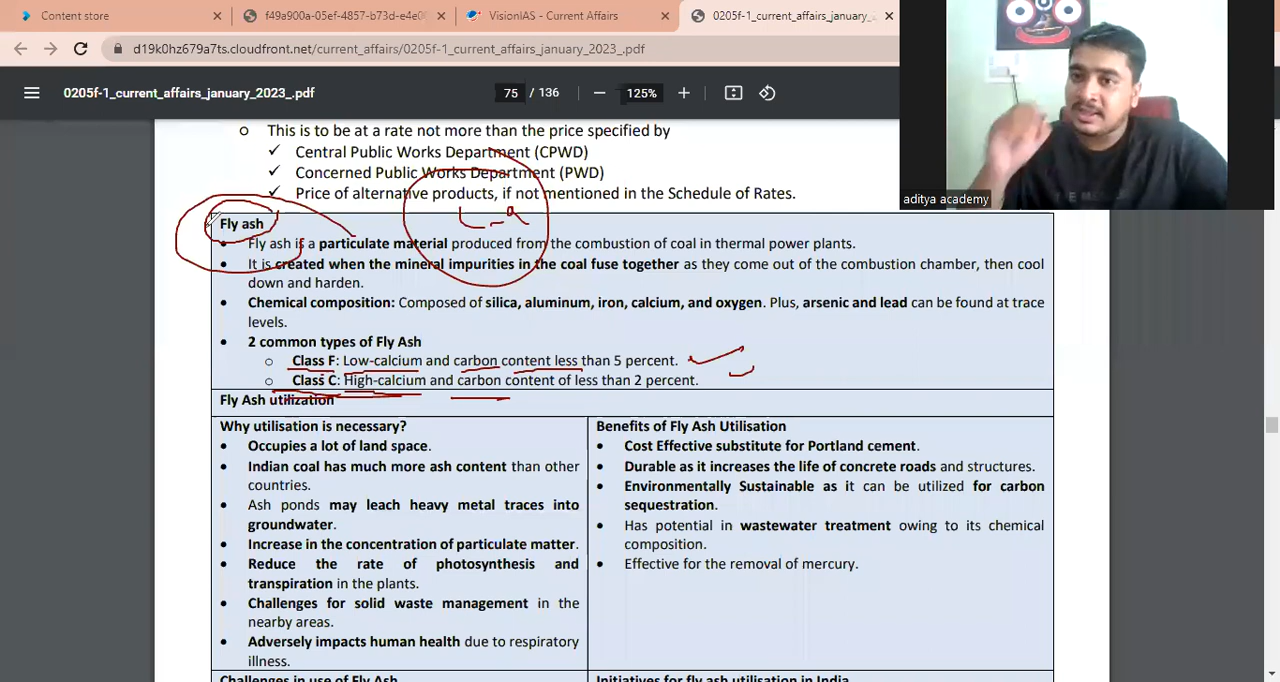 Content store
f49a900a-05ef-4857-b73d-e4e0
VisionIAS - Current Affairs
0205f-1_current_affairs_january_
d19k0hz679a7ts.cloudfront.net/current_affairs/0205f-1_current_affairs_january_2023_.pdf
0205f-1_current_affairs_january_2023_.pdf
75 / 136
125%
aditya academy
o This is to be at a rate not more than the price specified by
✓ Central Public Works Department (CPWD)
✓ Concerned Public Works Department (PWD)
✓ Price of alternative products, if not mentioned in the Schedule of Rates.
Fly ash
• Fly ash is a particulate material produced from the combustion of coal in thermal power plants.
• It is created when the mineral impurities in the coal fuse together as they come out of the combustion chamber, then cool
down and harden.
• Chemical composition: Composed of silica, aluminum, iron, calcium, and oxygen. Plus, arsenic and lead can be found at trace
levels.
• 2 common types of Fly Ash
o Class F: Low-calcium and carbon content less than 5 percent.
o Class C: High-calcium and carbon content of less than 2 percent.
Fly Ash utilization
Why utilisation is necessary?
• Occupies a lot of land space.
• Indian coal has much more ash content than other
countries.
• Ash ponds may leach heavy metal traces into
groundwater.
• Increase in the concentration of particulate matter.
• Reduce the rate of photosynthesis and
transpiration in the plants.
• Challenges for solid waste management in the
nearby areas.
• Adversely impacts human health due to respiratory
illness.
Benefits of Fly Ash Utilisation
• Cost Effective substitute for Portland cement.
• Durable as it increases the life of concrete roads and structures.
• Environmentally Sustainable as it can be utilized for carbon
sequestration.
• Has potential in wastewater treatment owing to its chemical
composition.
• Effective for the removal of mercury.
Challenges in use of Fly Ash
Initiatives for fly ash utilisation in India